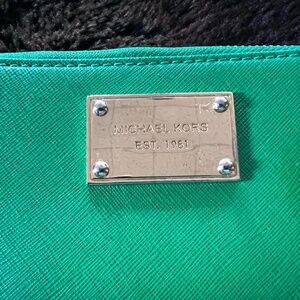 MICHAEL KORS
EST. 1981